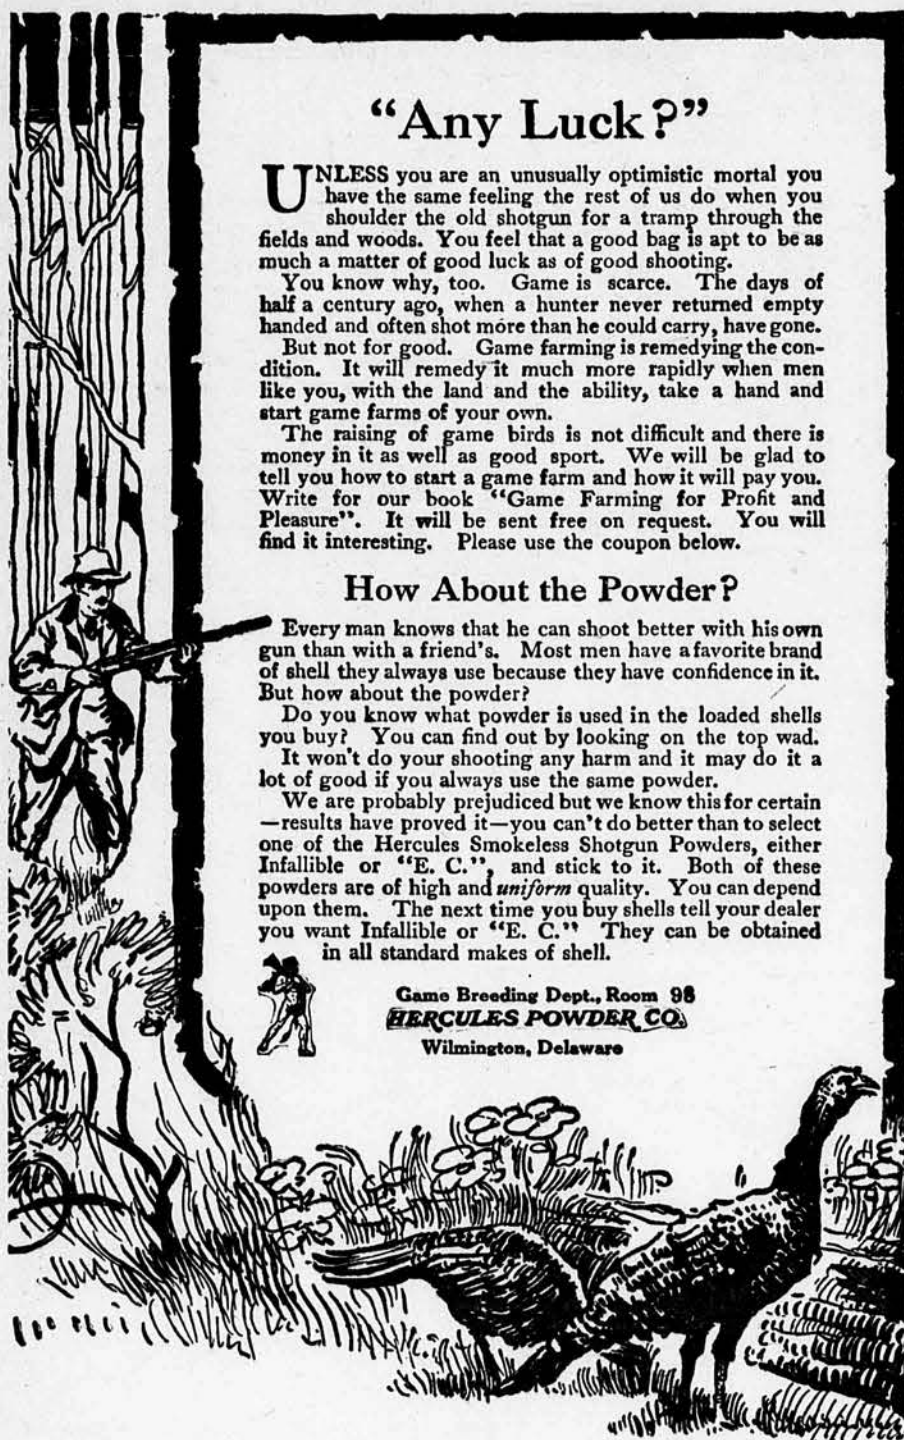 “Any Luck?”
UNLESS you are an unusually optimistic mortal you
have the same feeling the rest of us do when you
shoulder the old shotgun for a tramp through the
fields and woods. You feel that a good bag is apt to be as
much a matter of good luck as of good shooting.
You know why, too. Game is scarce. The days of
half a century ago, when a hunter never returned empty
handed and often shot more than he could carry, have gone.
But not for good. Game farming is remedying the con-
dition. It will remedy it much more rapidly when men
like you, with the land and the ability, take a hand and
start game farms of your own.
The raising of game birds is not difficult and there is
money in it as well as good sport. We will be glad to
tell you how to start a game farm and how it will pay you.
Write for our book “Game Farming for Profit and
Pleasure”. It will be sent free on request. You will
find it interesting. Please use the coupon below.
How About the Powder?
Every man knows that he can shoot better with his own
gun than with a friend's. Most men have a favorite brand
of shell they always use because they have confidence in it.
But how about the powder?
Do you know what powder is used in the loaded shells
you buy? You can find out by looking on the top wad.
It won't do your shooting any harm and it may do it a
lot of good if you always use the same powder.
We are probably prejudiced but we know this for certain
—results have proved it—you can't do better than to select
one of the Hercules Smokeless Shotgun Powders, either
Infallible or “E. C.”, and stick to it. Both of these
powders are of high and uniform quality. You can depend
upon them. The next time you buy shells tell your dealer
you want Infallible or “E. C.” They can be obtained
in all standard makes of shell.
Game Breeding Dept., Room 98
HERCULES POWDER CO.
Wilmington, Delaware